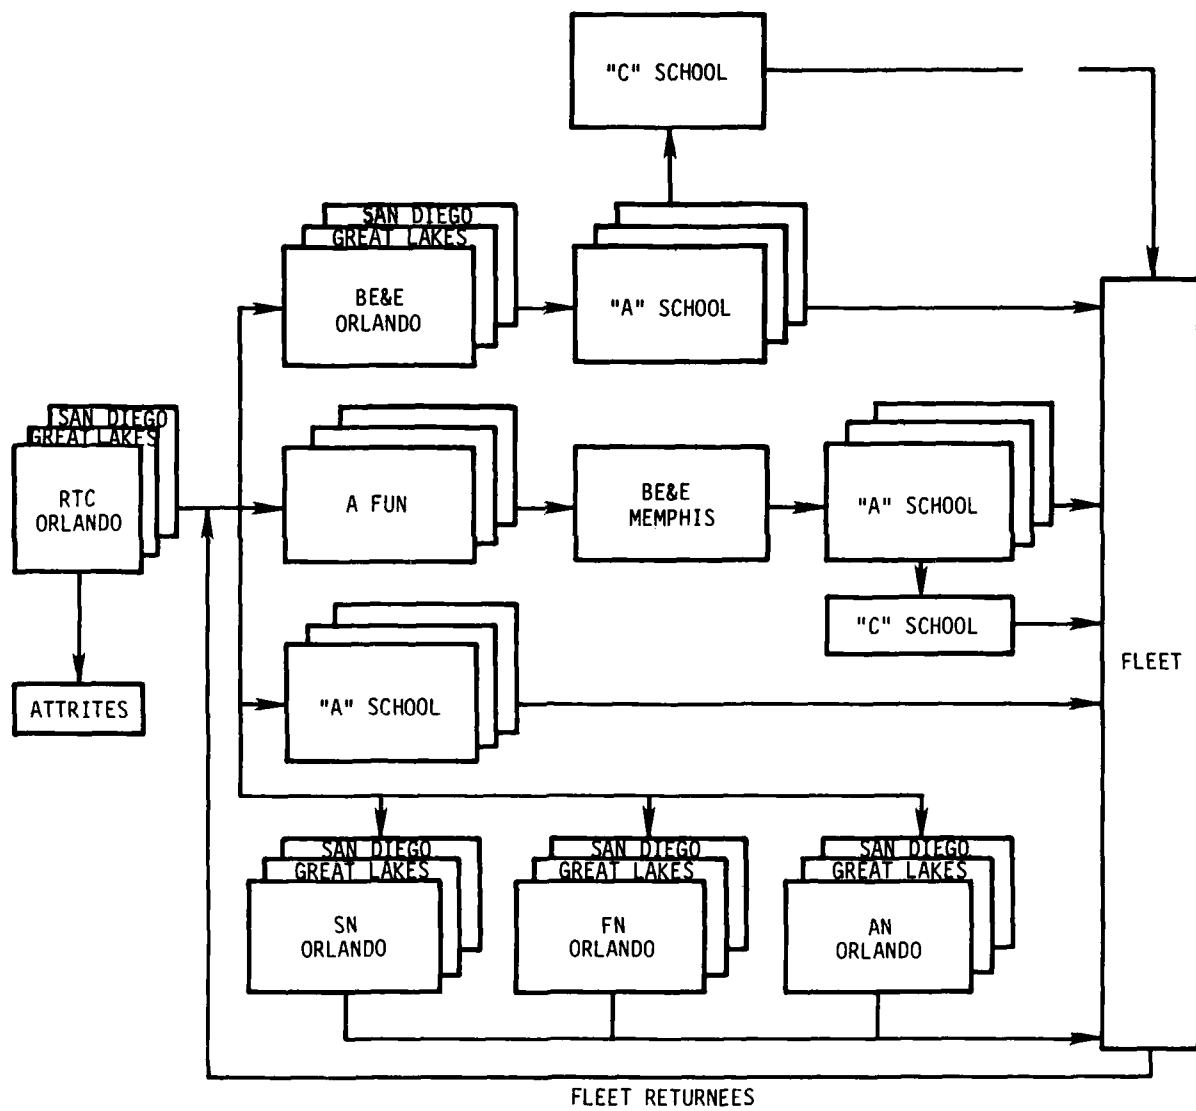 "C" SCHOOL
SAN DIEGO
GREAT LAKES
BE&E
ORLANDO
"A" SCHOOL
SAN DIEGO
GREAT LAKES
RTC
ORLANDO
A FUN
BE&E
MEMPHIS
"A" SCHOOL
"C" SCHOOL
FLEET
ATTRITES
"A" SCHOOL
SAN DIEGO
GREAT LAKES
SN
ORLANDO
SAN DIEGO
GREAT LAKES
FN
ORLANDO
SAN DIEGO
GREAT LAKES
AN
ORLANDO
FLEET RETURNEES